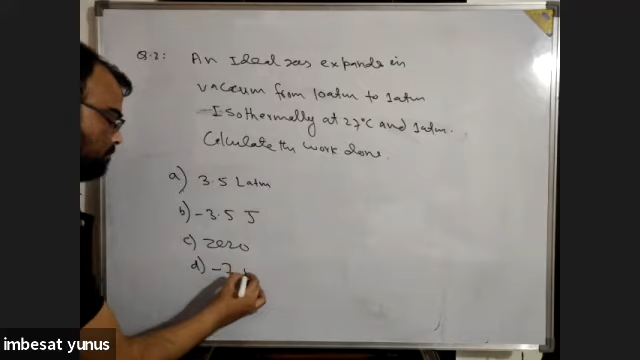 Q.3: An Ideal gas expands in
vacuum from 10atm to 1atm
Isothermally at 27°C and 1atm.
Calculate the work done.
a) 3.5 Latm
b) -3.5 J
c) Zero
d) -7
imbesat yunus